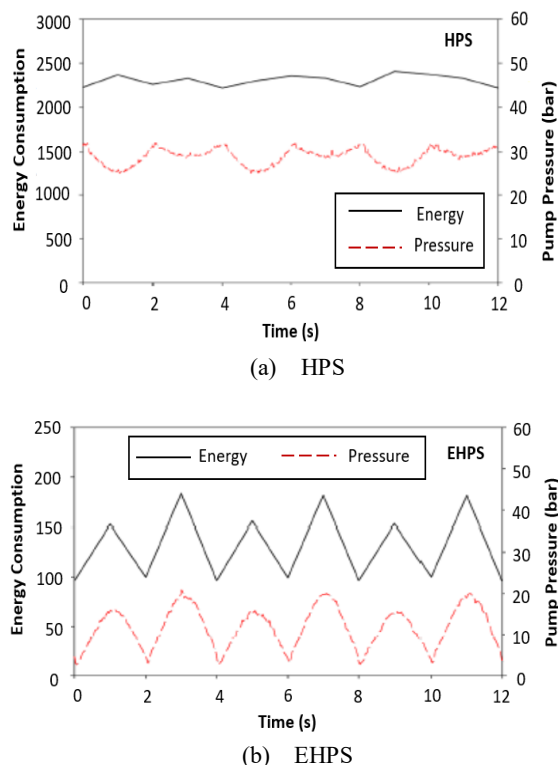 3000
2500
2000
1500
1000
500
0
Energy Consumption
HPS
Energy
Pressure
60
50
40
30
20
10
0
Pump Pressure (bar)
0 2 4 6 8 10 12
Time (s)
(a) HPS
250
200
150
100
50
0
Energy Consumption
Energy Pressure
EHPS
60
50
40
30
20
10
0
Pump Pressure (bar)
0 2 4 6 8 10 12
Time (s)
(b) EHPS